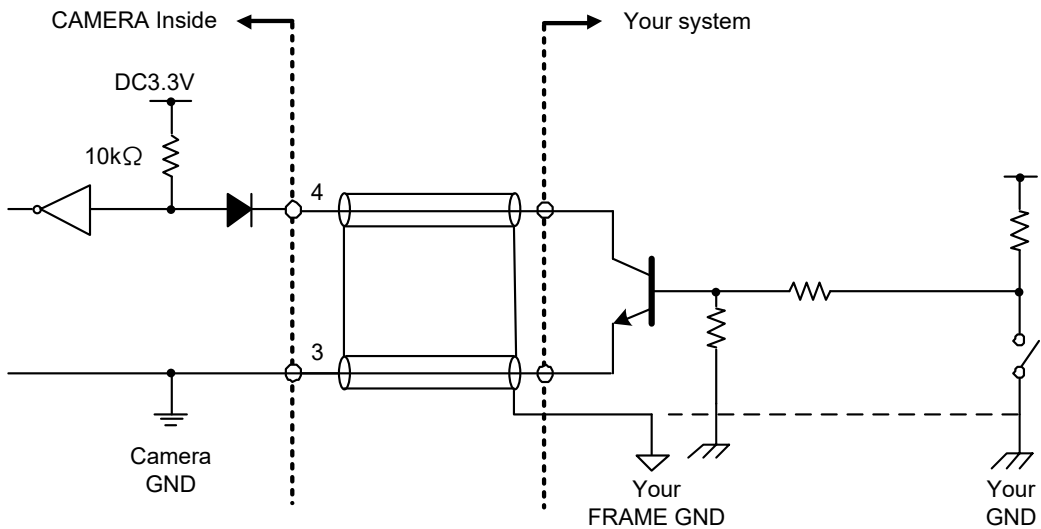 CAMERA Inside
Your system
DC3.3V
10kΩ
4
3
Camera
GND
Your
FRAME GND
Your
GND